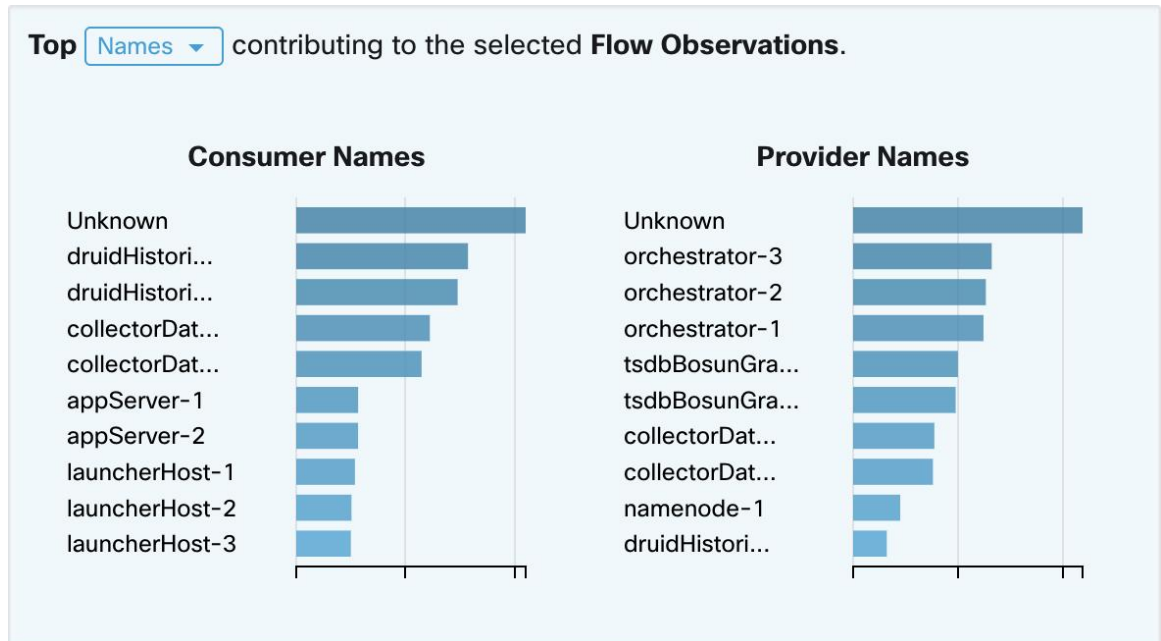 Top Names contributing to the selected Flow Observations.
Consumer Names
Unknown
druidHistori...
druidHistori...
collectorDat...
collectorDat...
appServer-1
appServer-2
launcherHost-1
launcherHost-2
launcherHost-3
Provider Names
Unknown
orchestrator-3
orchestrator-2
orchestrator-1
tsdbBosunGra...
tsdbBosunGra...
collectorDat...
collectorDat...
namenode-1
druidHistori...